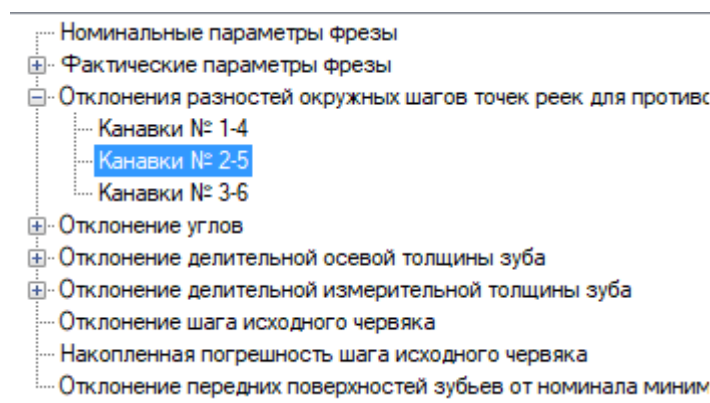 Номинальные параметры фрезы
Фактические параметры фрезы
Отклонения разностей окружных шагов точек реек для противо
Канавки № 1-4
Канавки № 2-5
Канавки № 3-6
Отклонение углов
Отклонение делительной осевой толщины зуба
Отклонение делительной измерительной толщины зуба
Отклонение шага исходного червяка
Накопленная погрешность шага исходного червяка
Отклонение передних поверхностей зубьев от номинала миним